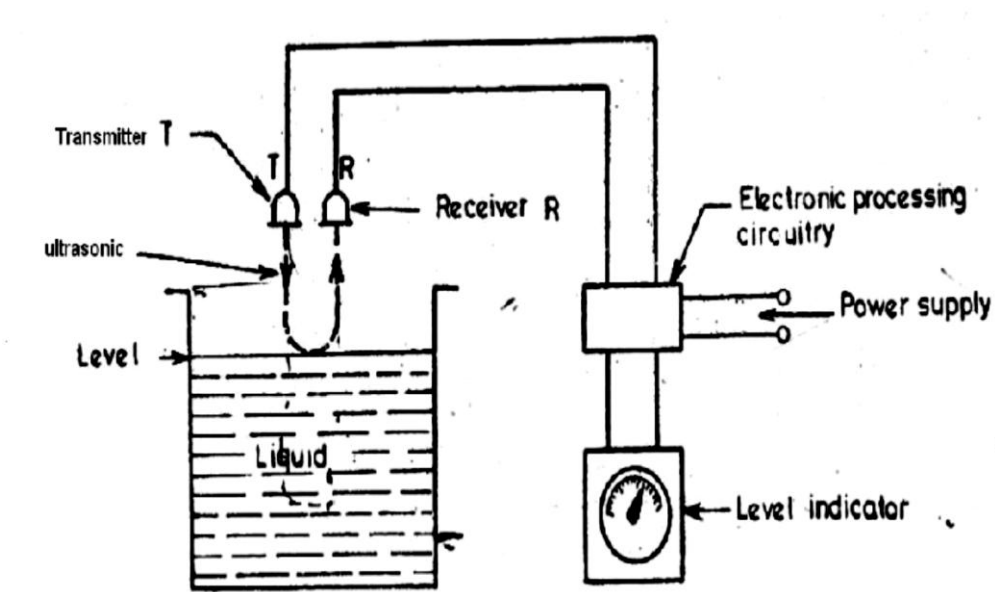 Transmitter T
T
R
Receiver R
Electronic processing
circuitry
ultrasonic
Power supply
Level
Liquid
Level indicator